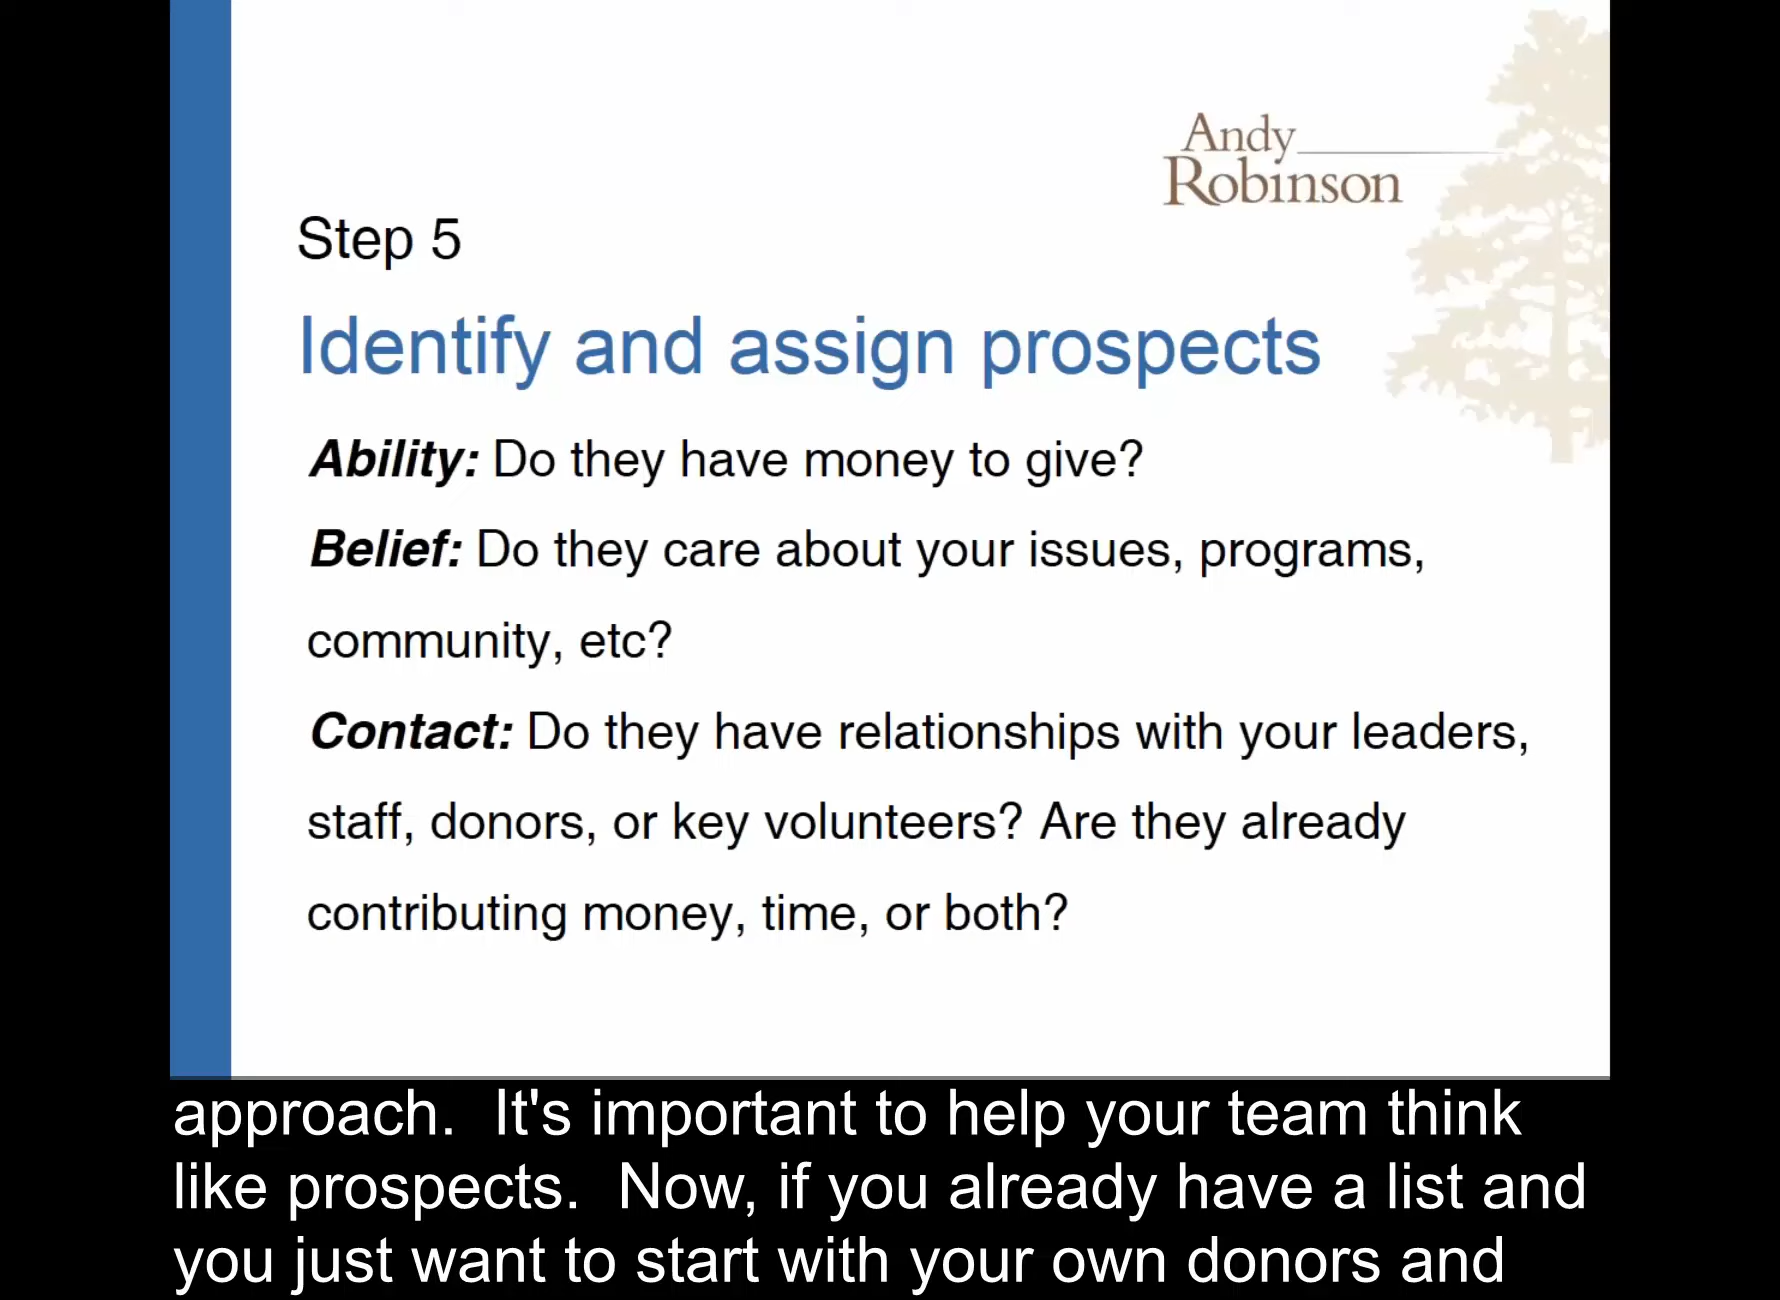 Andy
Robinson
Step 5
Identify and assign prospects
Ability: Do they have money to give?
Belief: Do they care about your issues, programs,
community, etc?
Contact: Do they have relationships with your leaders,
staff, donors, or key volunteers? Are they already
contributing money, time, or both?
approach.  It's important to help your team think
like prospects.  Now, if you already have a list and
you just want to start with your own donors and